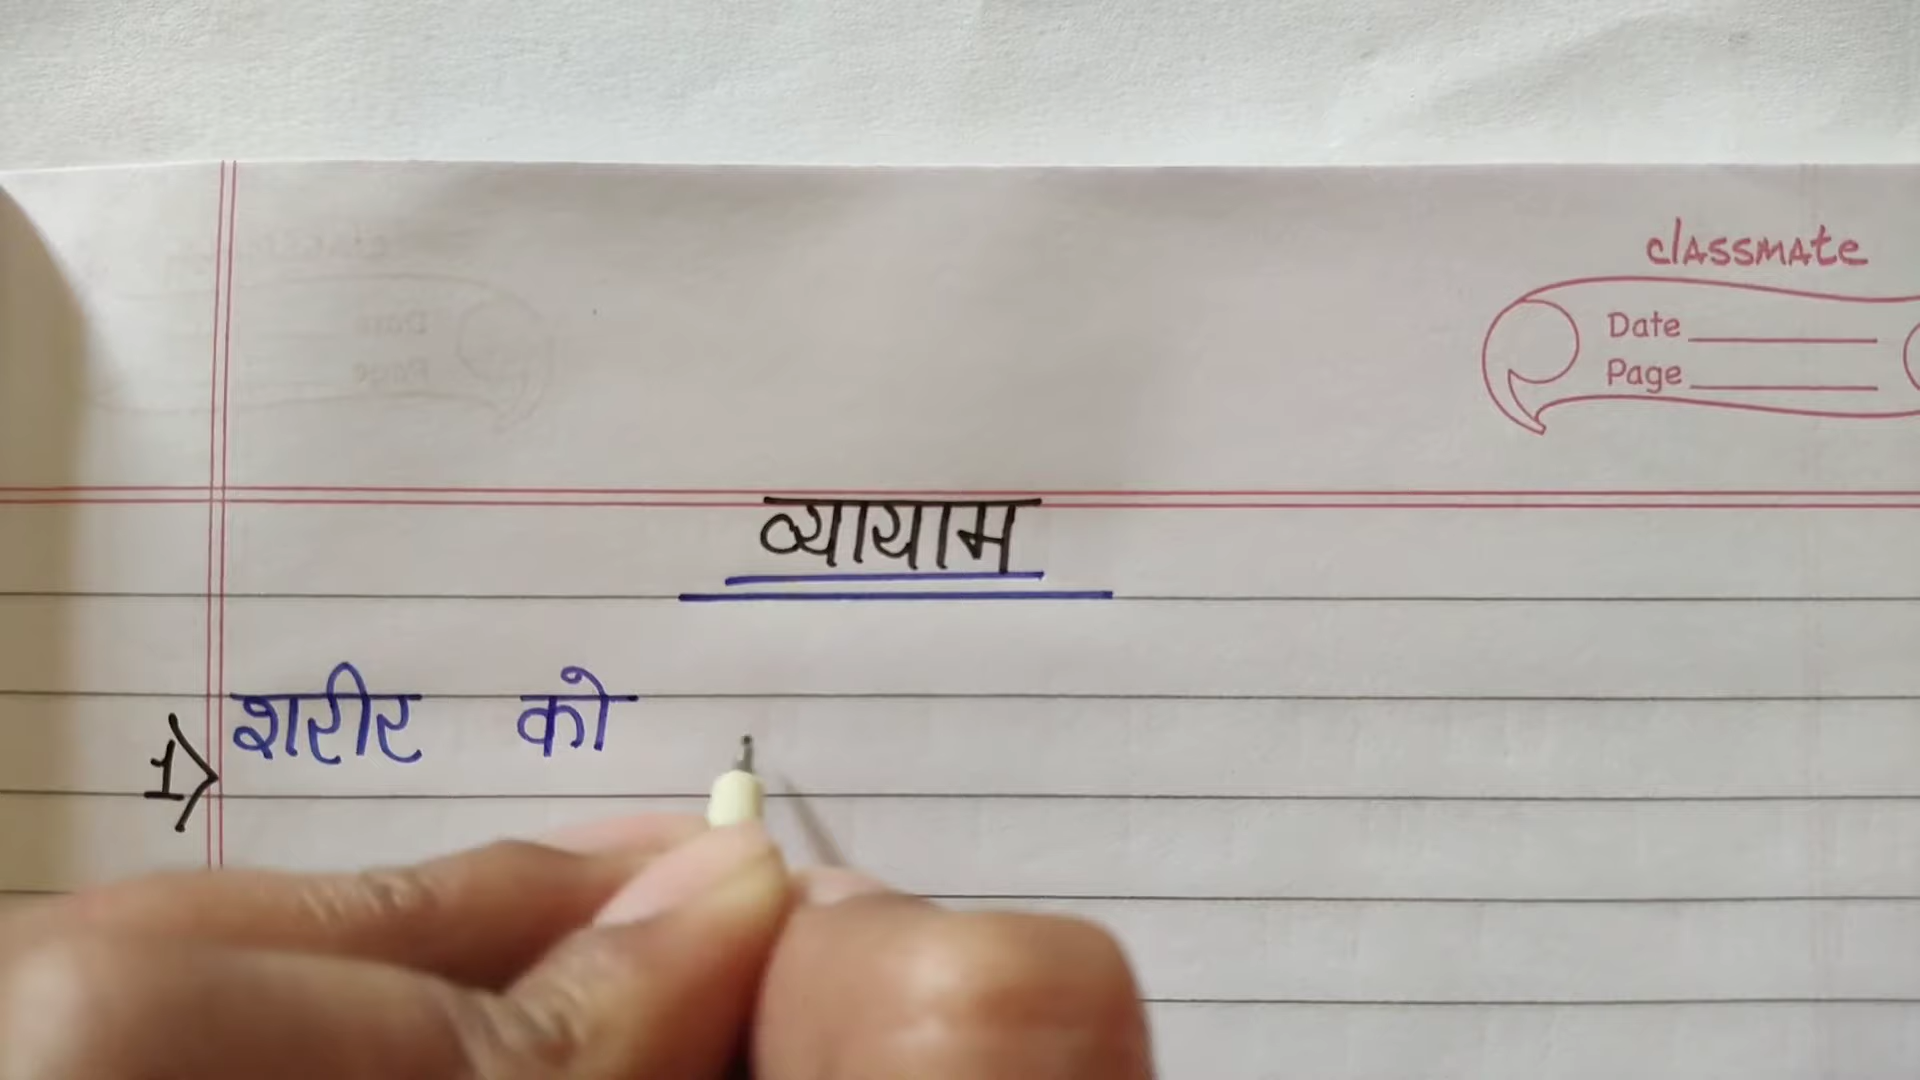 classmate
Date
Page
व्यायाम
1) शरीर को